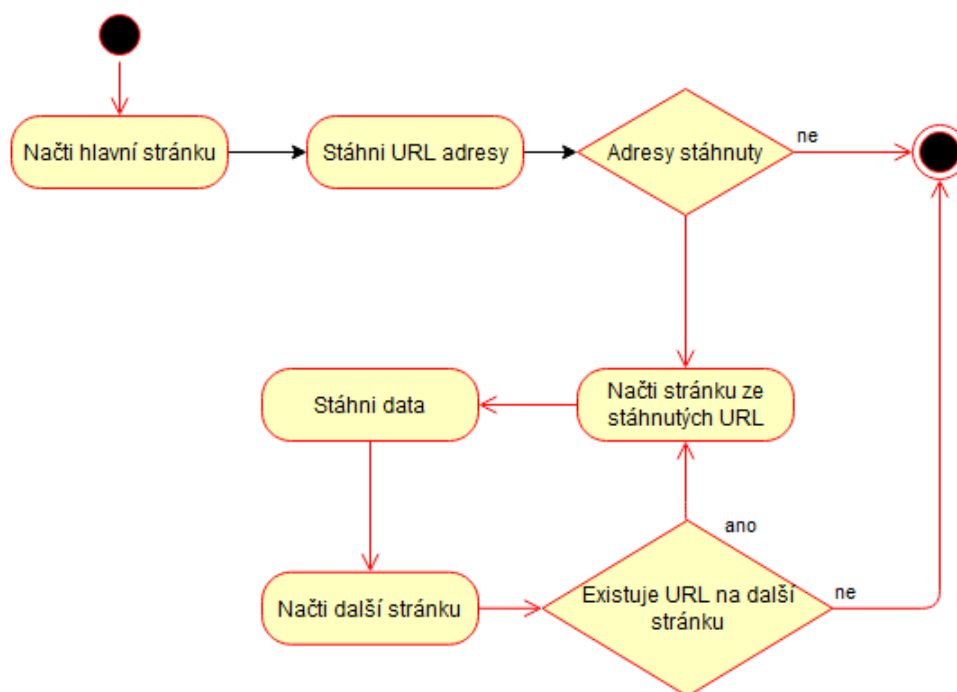 Načti hlavní stránku
Stáhni URL adresy
Adresy stáhnuty
ne
Načti stránku ze
stáhnutých URL
Stáhni data
ano
Načti další stránku
Existuje URL na další
stránku
ne